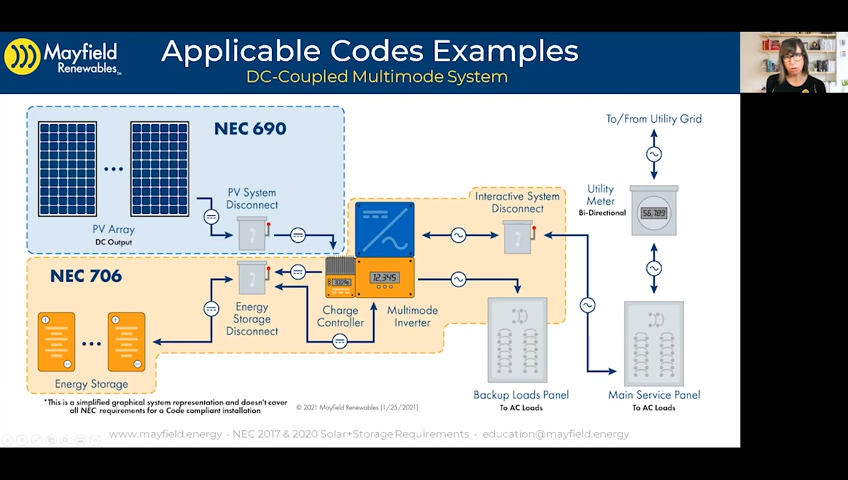 Mayfield
Renewables™
Applicable Codes Examples
DC-Coupled Multimode System
NEC 690
PV Array
DC Output
PV System
Disconnect
NEC 706
Energy Storage
Energy
Storage
Disconnect
Charge
Controller
Multimode
Inverter
12.345
Interactive System
Disconnect
To/From Utility Grid
Utility
Meter
Bi-Directional
56.789
Backup Loads Panel
To AC Loads
Main Service Panel
To AC Loads
*This is a simplified graphical system representation and doesn't cover
all NEC requirements for a Code compliant installation
© 2021 Mayfield Renewables (1/25/2021)
www.mayfield.energy • NEC 2017 & 2020 Solar+Storage Requirements • education@mayfield.energy